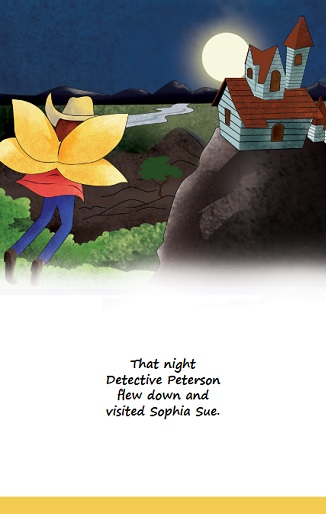 That night
Detective Peterson
flew down and
visited Sophia Sue.